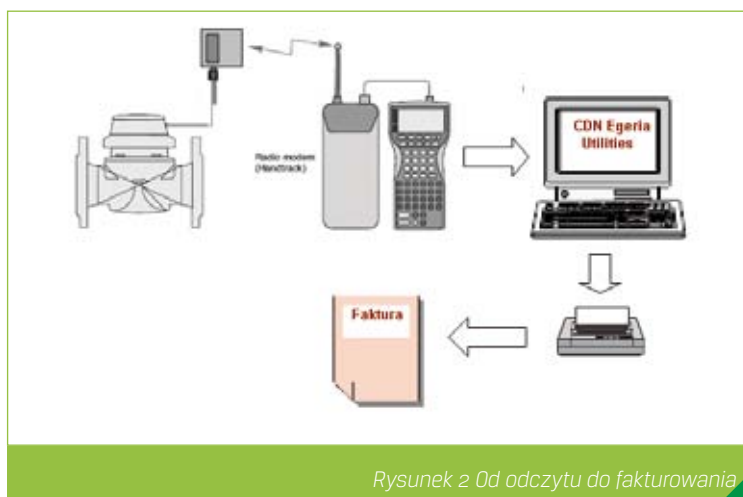 Radio modem
(Handtrack)
CDN Egeria
Utilities
Faktura
Rysunek 2 Od odczytu do fakturowania